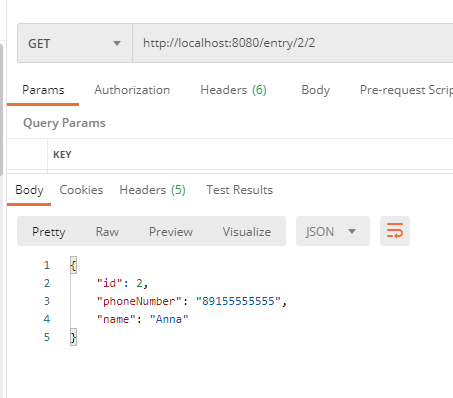 GET http://localhost:8080/entry/2/2
Params Authorization Headers (6) Body Pre-request Scrip
Query Params
KEY
Body Cookies Headers (5) Test Results
Pretty Raw Preview Visualize JSON
1 {
2 "id": 2,
3 "phoneNumber": "89155555555",
4 "name": "Anna"
5 }